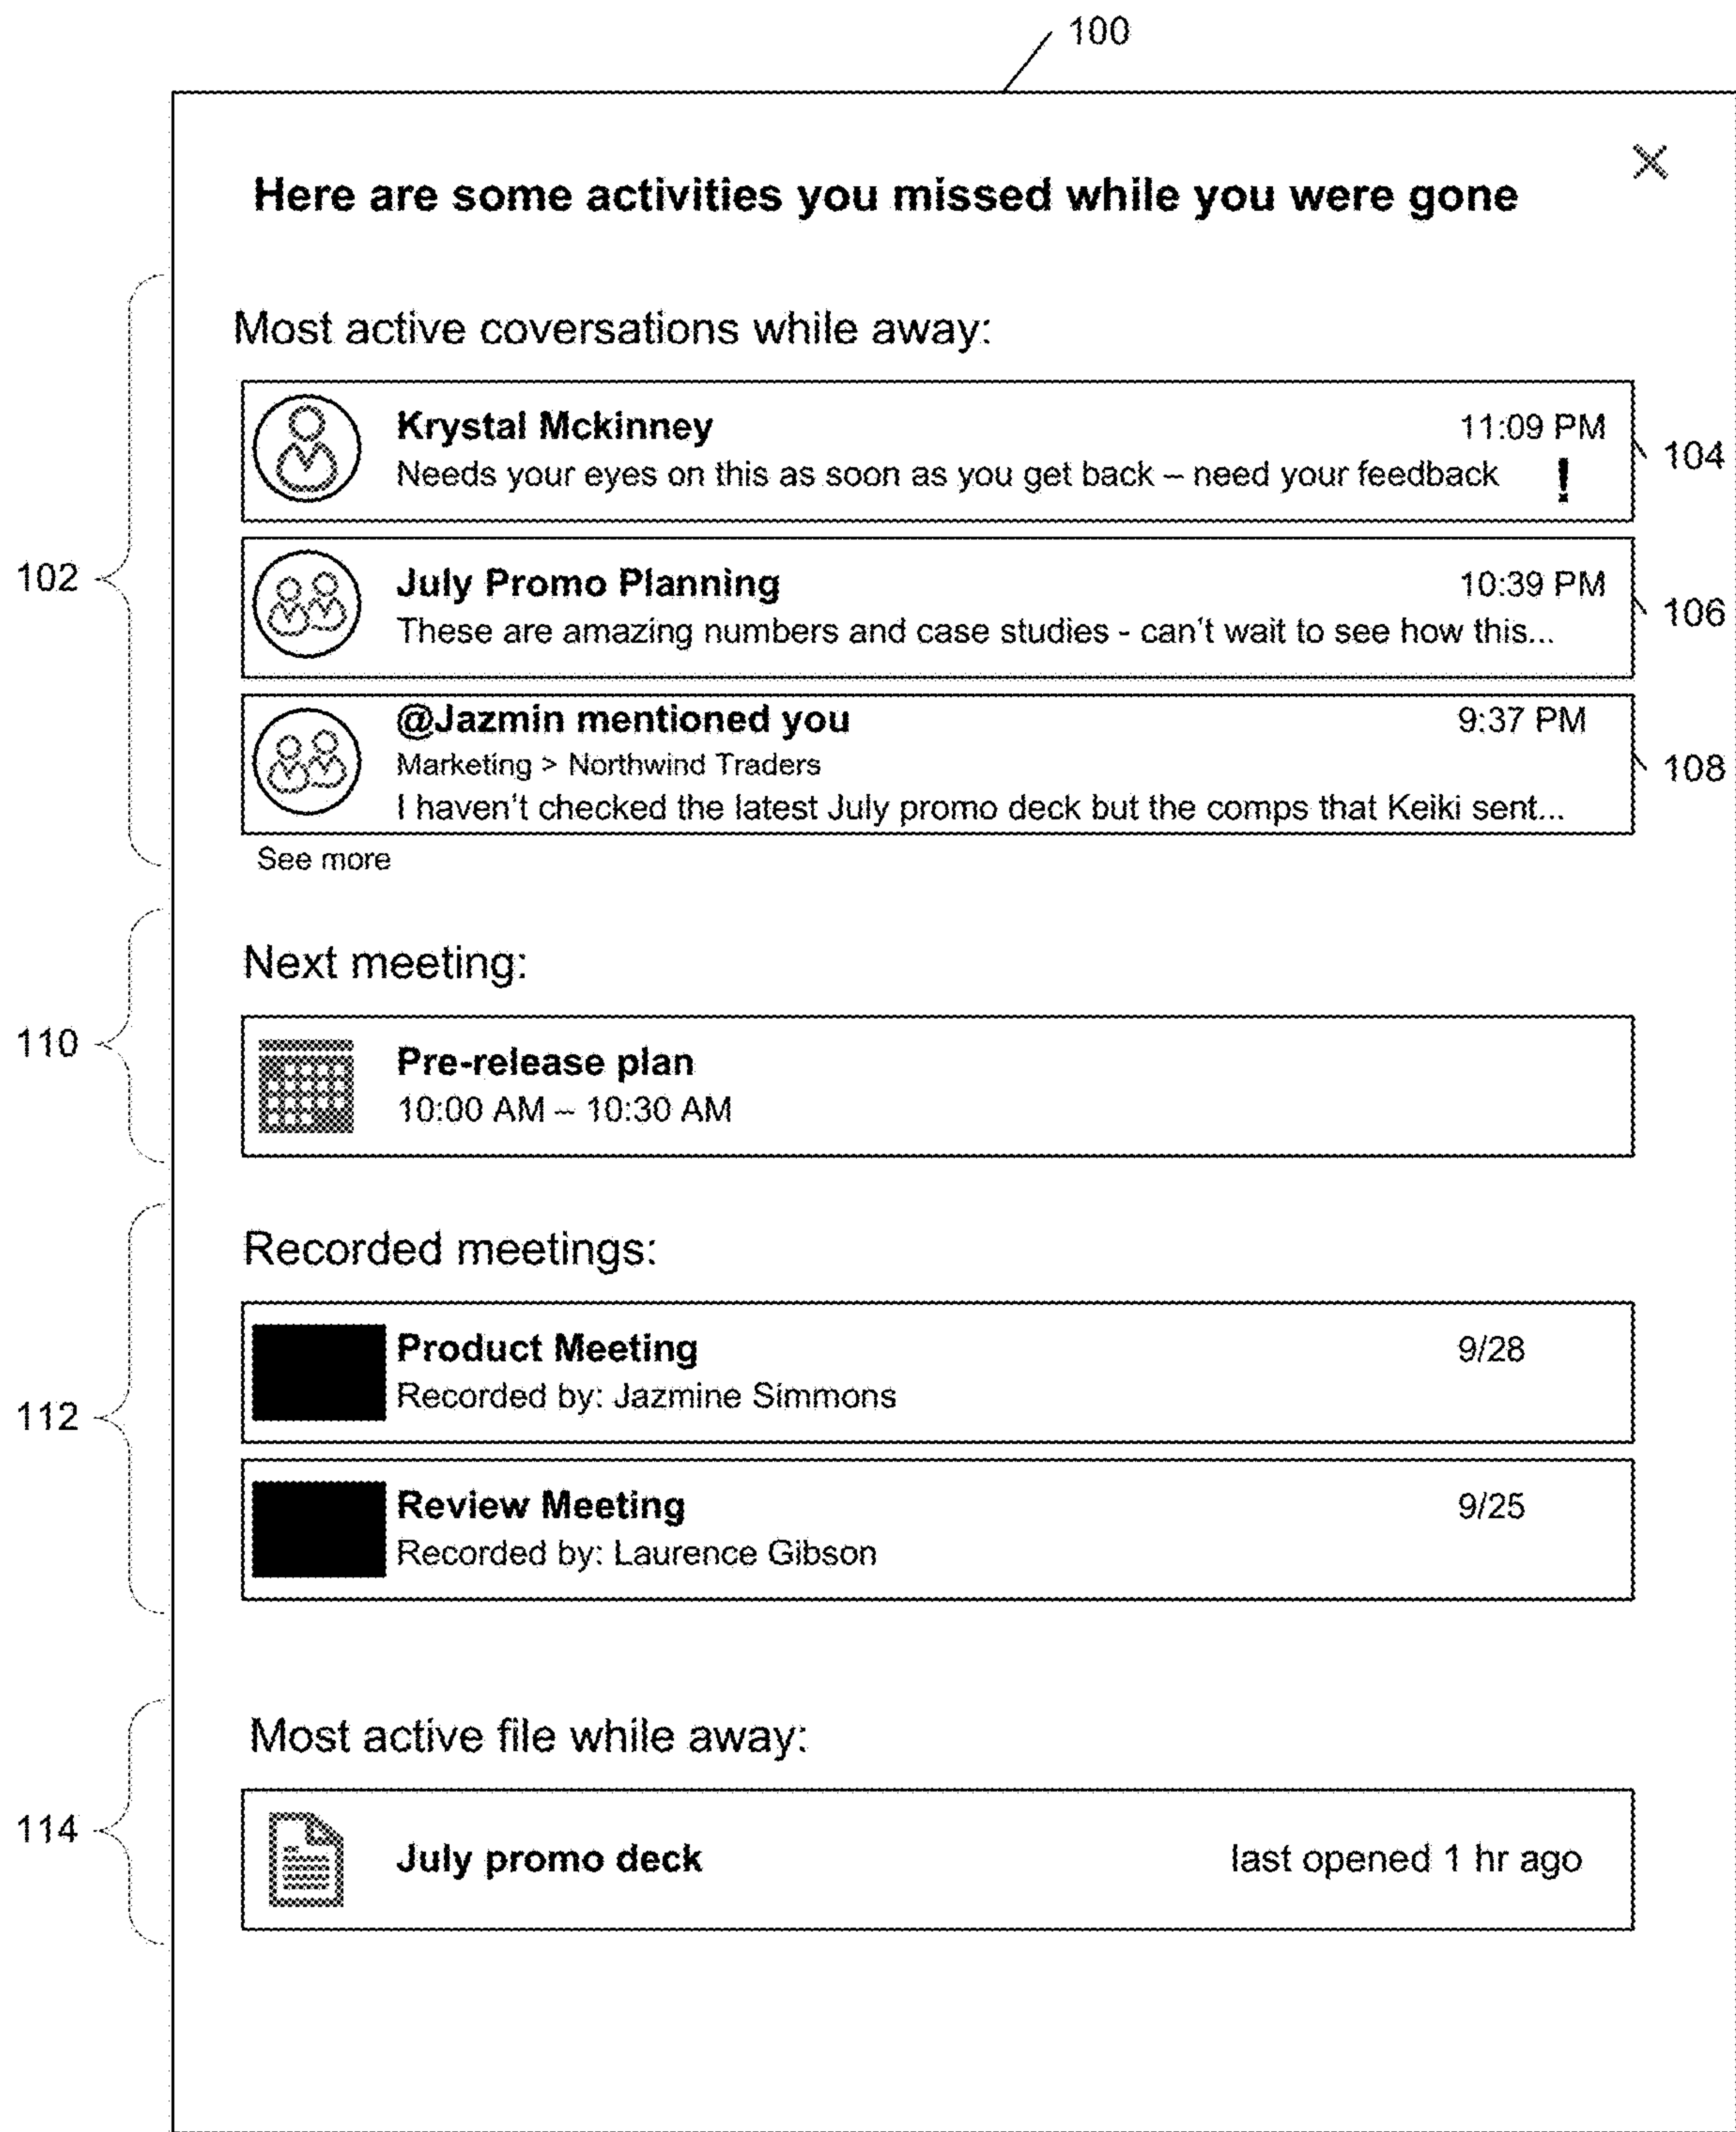 100
Here are some activities you missed while you were gone
Most active coversations while away:
Krystal Mckinney 11:09 PM
Needs your eyes on this as soon as you get back – need your feedback !
104
102
July Promo Planning 10:39 PM
These are amazing numbers and case studies - can't wait to see how this...
106
@Jazmin mentioned you 9:37 PM
Marketing > Northwind Traders
I haven't checked the latest July promo deck but the comps that Keiki sent...
108
See more
110
Next meeting:
Pre-release plan
10:00 AM – 10:30 AM
112
Recorded meetings:
Product Meeting 9/28
Recorded by: Jazmine Simmons
Review Meeting 9/25
Recorded by: Laurence Gibson
114
Most active file while away:
July promo deck last opened 1 hr ago